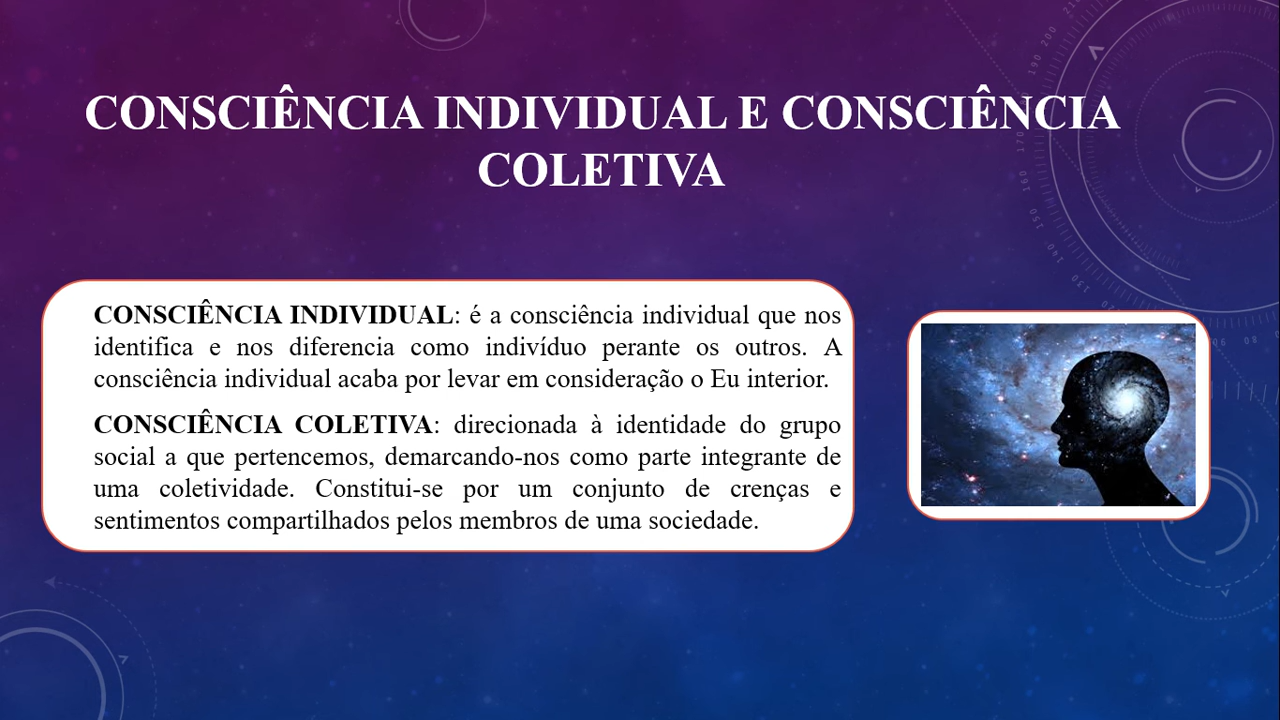 CONSCIÊNCIA INDIVIDUAL E CONSCIÊNCIA
COLETIVA
CONSCIÊNCIA INDIVIDUAL: é a consciência individual que nos
identifica e nos diferencia como indivíduo perante os outros. A
consciência individual acaba por levar em consideração o Eu interior.
CONSCIÊNCIA COLETIVA: direcionada à identidade do grupo
social a que pertencemos, demarcando-nos como parte integrante de
uma coletividade. Constitui-se por um conjunto de crenças e
sentimentos compartilhados pelos membros de uma sociedade.